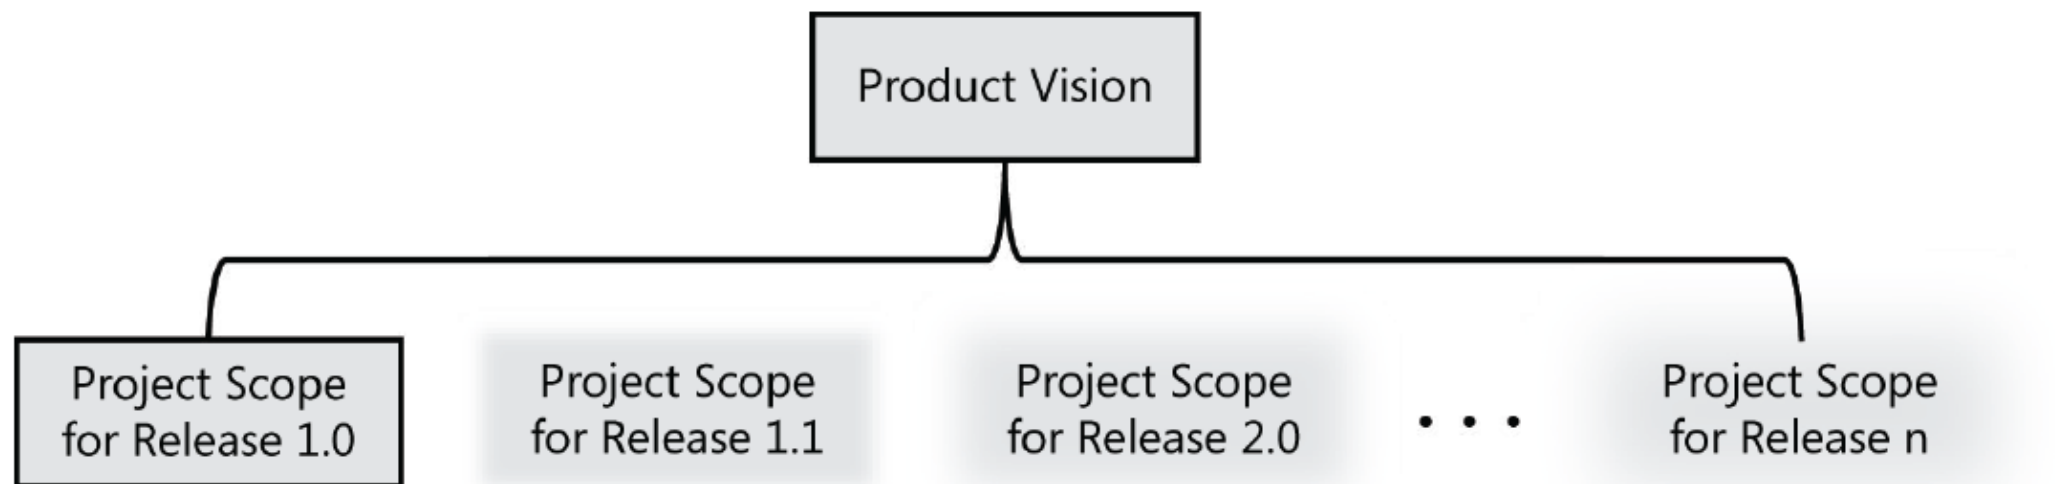 Product Vision
Project Scope
for Release 1.0
Project Scope
for Release 1.1
Project Scope
for Release 2.0
. . .
Project Scope
for Release n